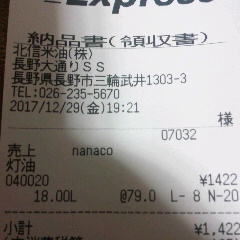 Express
納品書(領収書)
北信米油(株)
長野大通りSS
長野県長野市三輪武井1303-3
TEL:026-235-5670
2017/12/29(金)19:21
様
07032
売上 nanaco
灯油
040020 ¥1422
18.00L @79.0 L- 8 N-20
小計 ¥1,422